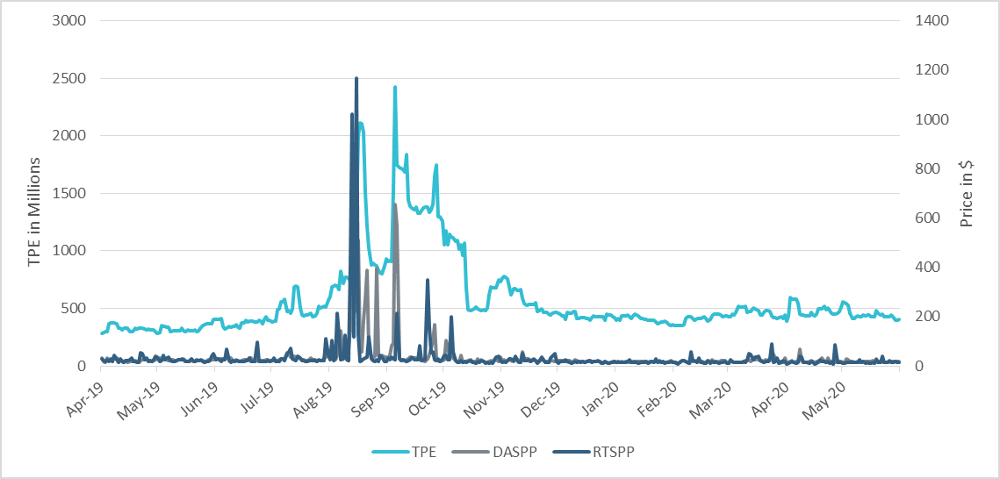 3000
2500
2000
1500
1000
500
0
TPE in Millions
1400
1200
1000
800
600
400
200
0
Price in $
Apr-19
May-19
Jun-19
Jul-19
Aug-19
Sep-19
Oct-19
Nov-19
Dec-19
Jan-20
Feb-20
Mar-20
Apr-20
May-20
TPE DASPP RTSPP